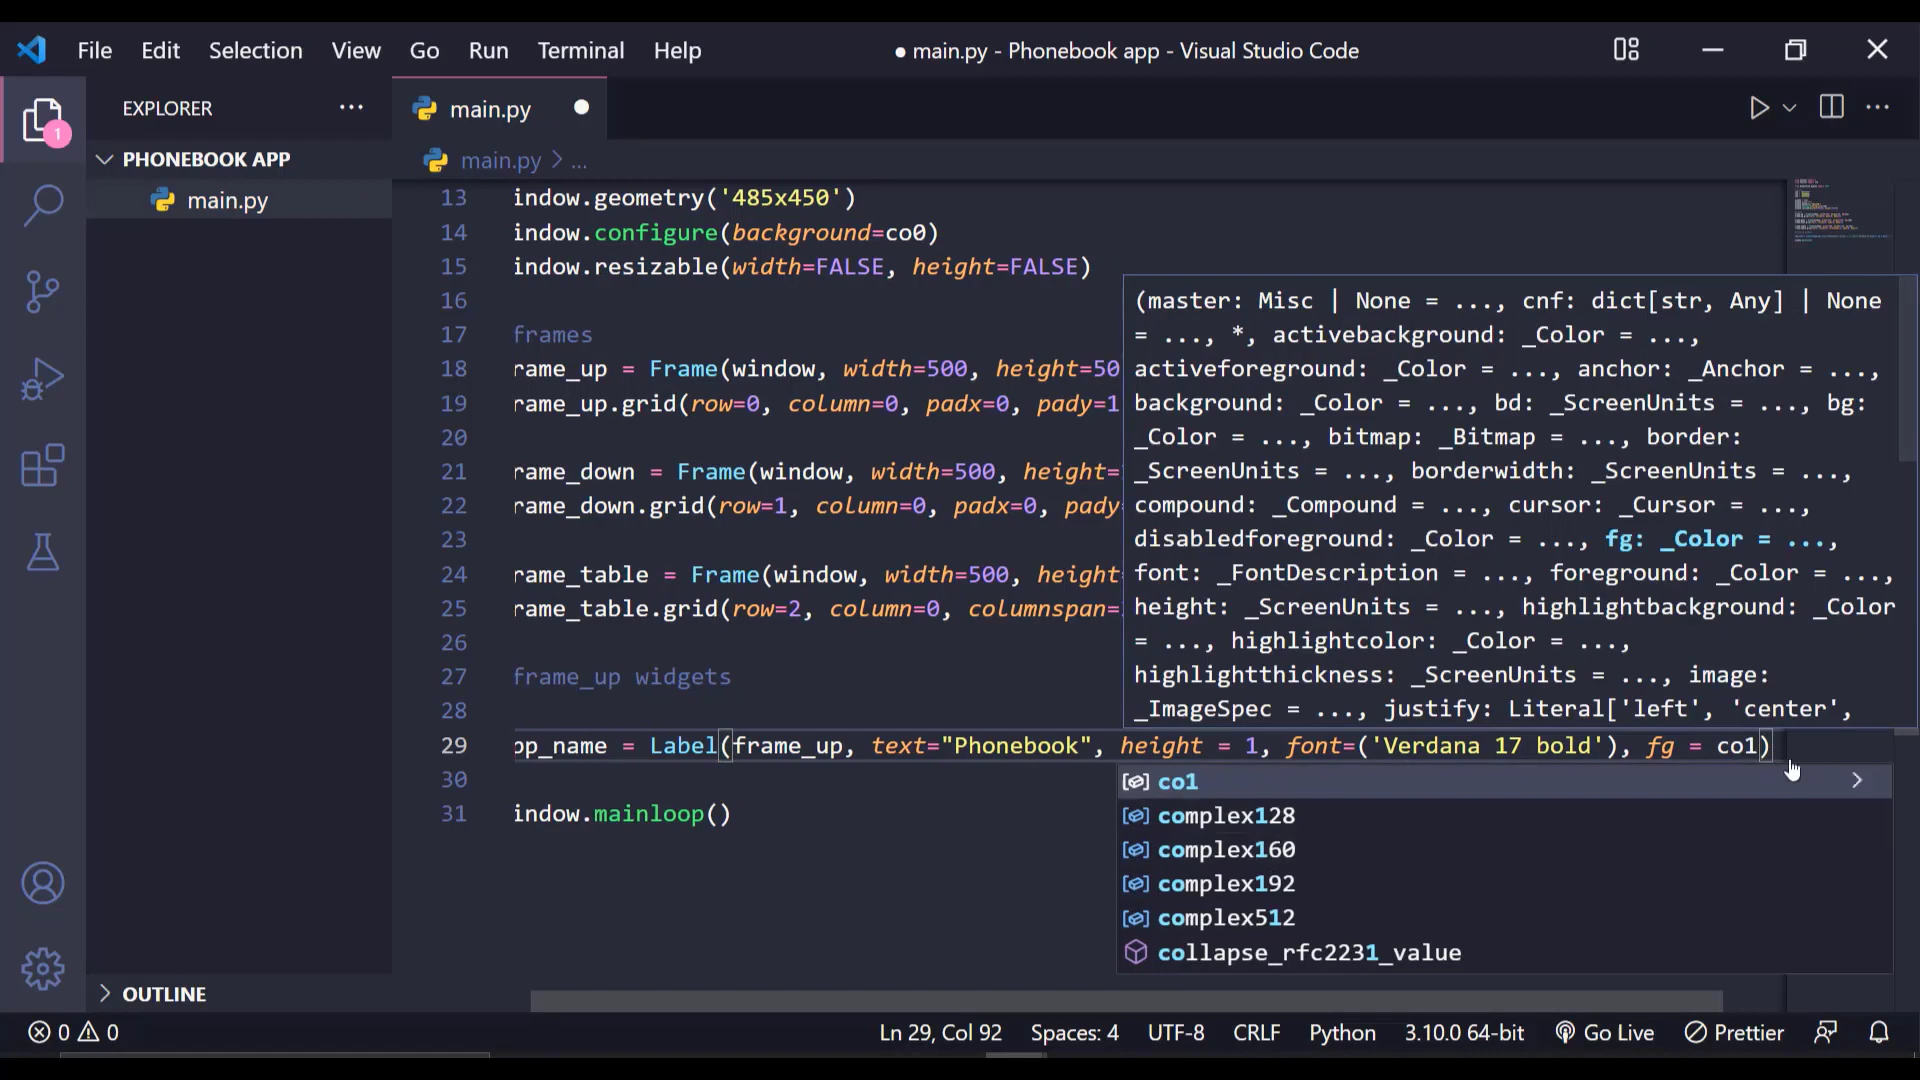 File Edit Selection View Go Run Terminal Help
● main.py - Phonebook app - Visual Studio Code
EXPLORER ...
1
PHONEBOOK APP
main.py
OUTLINE
main.py
main.py > ...
13 indow.geometry('485x450')
14 indow.configure(background=co0)
15 indow.resizable(width=FALSE, height=FALSE)
16
17 frames
18 rame_up = Frame(window, width=500, height=50
19 rame_up.grid(row=0, column=0, padx=0, pady=1
20
21 rame_down = Frame(window, width=500, height=
22 rame_down.grid(row=1, column=0, padx=0, pady
23
24 rame_table = Frame(window, width=500, height
25 rame_table.grid(row=2, column=0, columnspan=
26
27 frame_up widgets
28
29 pp_name = Label(frame_up, text="Phonebook", height = 1, font=('Verdana 17 bold'), fg = co1)
30
31 indow.mainloop()
(master: Misc | None = ..., cnf: dict[str, Any] | None
= ..., *, activebackground: _Color = ...,
activeforeground: _Color = ..., anchor: _Anchor = ...,
background: _Color = ..., bd: _ScreenUnits = ..., bg:
_Color = ..., bitmap: _Bitmap = ..., border:
_ScreenUnits = ..., borderwidth: _ScreenUnits = ...,
compound: _Compound = ..., cursor: _Cursor = ...,
disabledforeground: _Color = ..., fg: _Color = ...,
font: _FontDescription = ..., foreground: _Color = ...,
height: _ScreenUnits = ..., highlightbackground: _Color
= ..., highlightcolor: _Color = ...,
highlightthickness: _ScreenUnits = ..., image:
_ImageSpec = ..., justify: Literal['left', 'center',
co1
complex128
complex160
complex192
complex512
collapse_rfc2231_value
0 0
Ln 29, Col 92 Spaces: 4 UTF-8 CRLF Python 3.10.0 64-bit Go Live Prettier